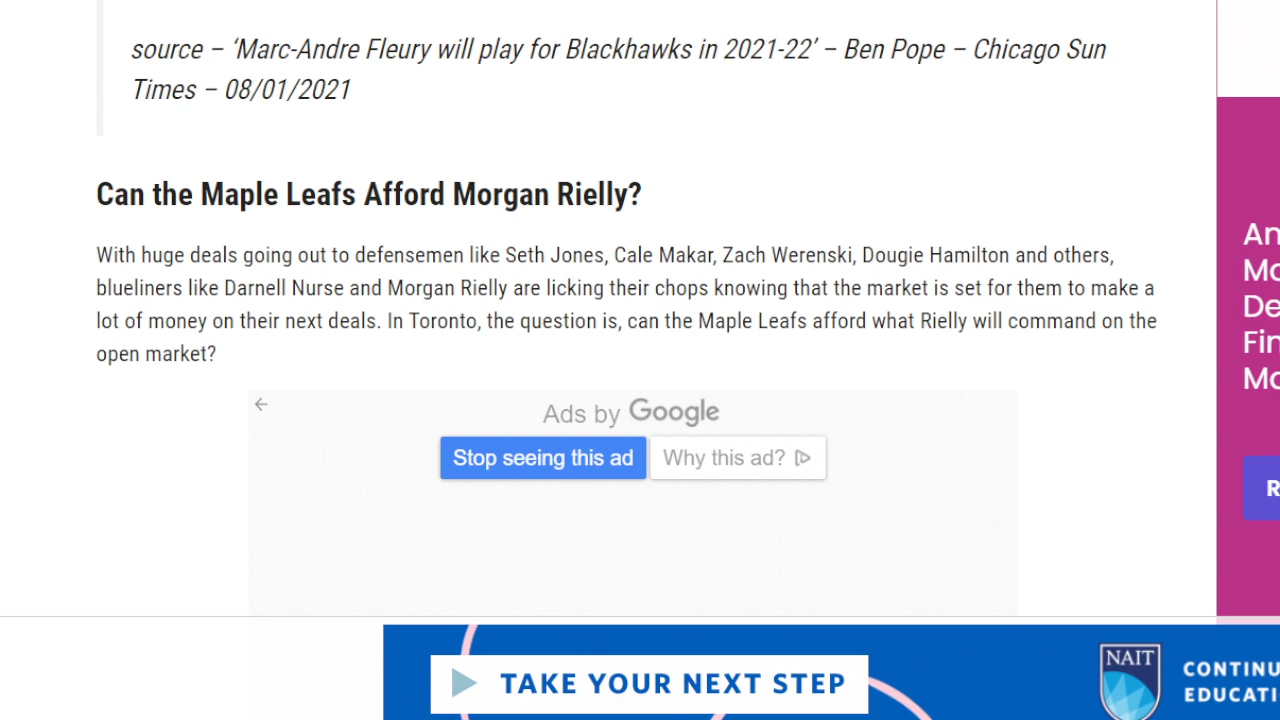 source – ‘Marc-Andre Fleury will play for Blackhawks in 2021-22’ – Ben Pope – Chicago Sun
Times – 08/01/2021
Can the Maple Leafs Afford Morgan Rielly?
With huge deals going out to defensemen like Seth Jones, Cale Makar, Zach Werenski, Dougie Hamilton and others,
blueliners like Darnell Nurse and Morgan Rielly are licking their chops knowing that the market is set for them to make a
lot of money on their next deals. In Toronto, the question is, can the Maple Leafs afford what Rielly will command on the
open market?
Ads by Google
Stop seeing this ad
Why this ad?
TAKE YOUR NEXT STEP
NAIT